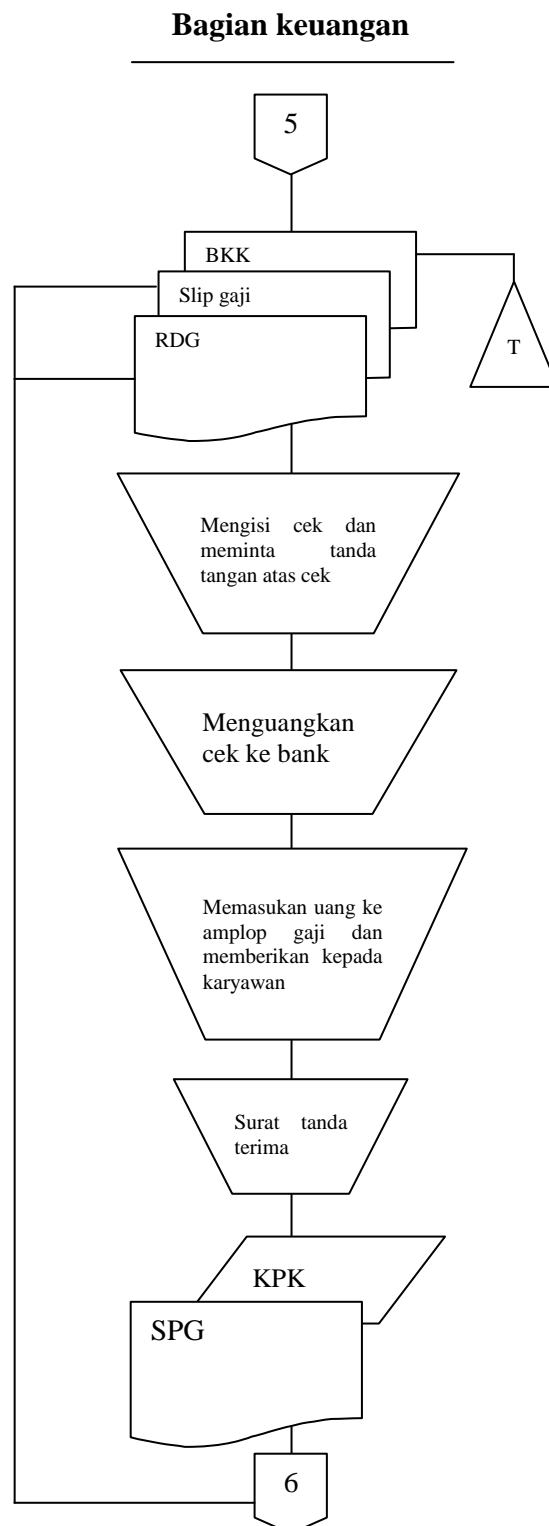 Bagian keuangan
5
BKK
Slip gaji
RDG
T
Mengisi cek dan
meminta tanda
tangan atas cek
Menguangkan
cek ke bank
Memasukan uang ke
amplop gaji dan
memberikan kepada
karyawan
Surat tanda
terima
KPK
SPG
6